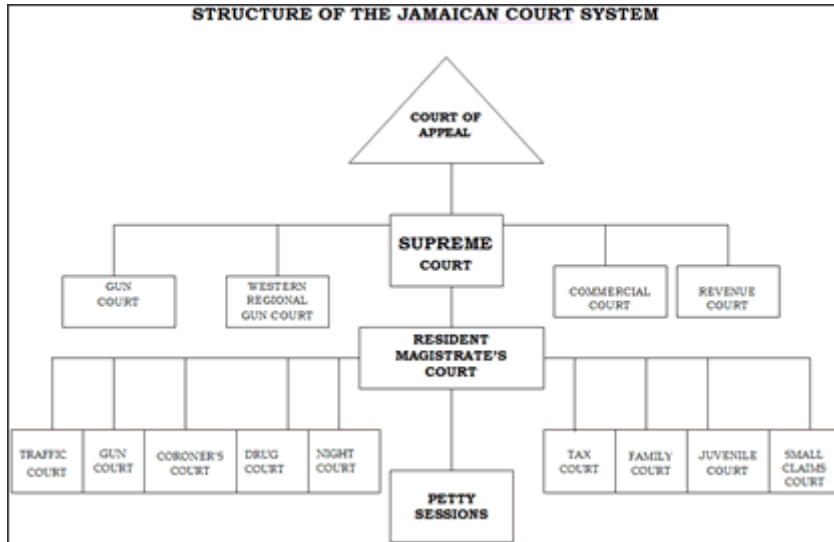 STRUCTURE OF THE JAMAICAN COURT SYSTEM
COURT OF
APPEAL
SUPREME
COURT
GUN
COURT
WESTERN
REGIONAL
GUN COURT
COMMERCIAL
COURT
REVENUE
COURT
RESIDENT
MAGISTRATE'S
COURT
TRAFFIC
COURT
GUN
COURT
CORONER'S
COURT
DRUG
COURT
NIGHT
COURT
TAX
COURT
FAMILY
COURT
JUVENILE
COURT
SMALL
CLAIMS
COURT
PETTY
SESSIONS